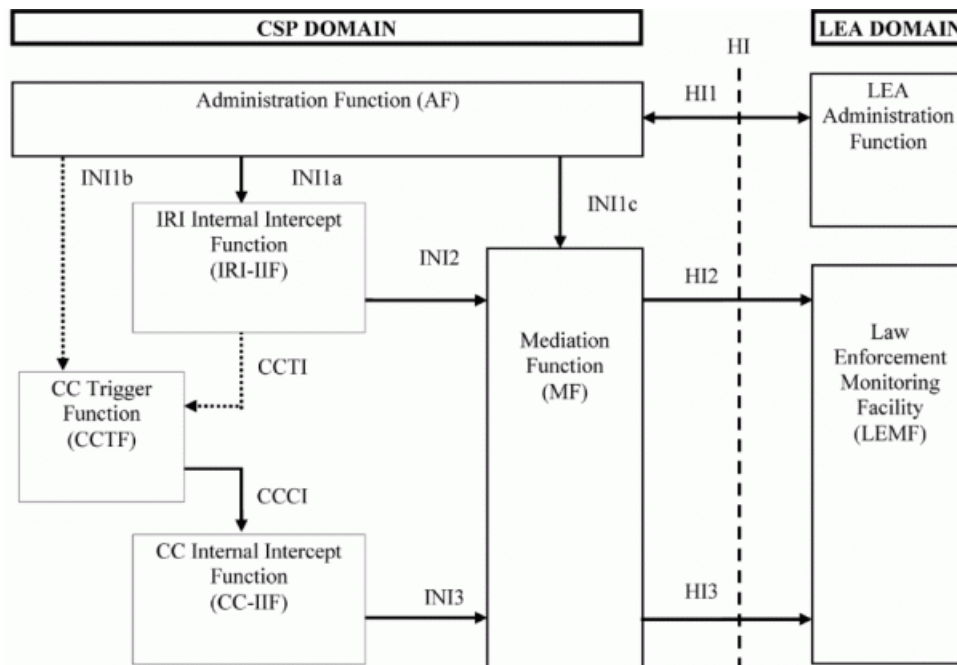 CSP DOMAIN
LEA DOMAIN
HI
Administration Function (AF)
HI1
LEA
Administration
Function
INI1b
INI1a
INI1c
IRI Internal Intercept
Function
(IRI-IIF)
INI2
HI2
CCTI
Mediation
Function
(MF)
Law
Enforcement
Monitoring
Facility
(LEMF)
CC Trigger
Function
(CCTF)
CCCI
CC Internal Intercept
Function
(CC-IIF)
INI3
HI3